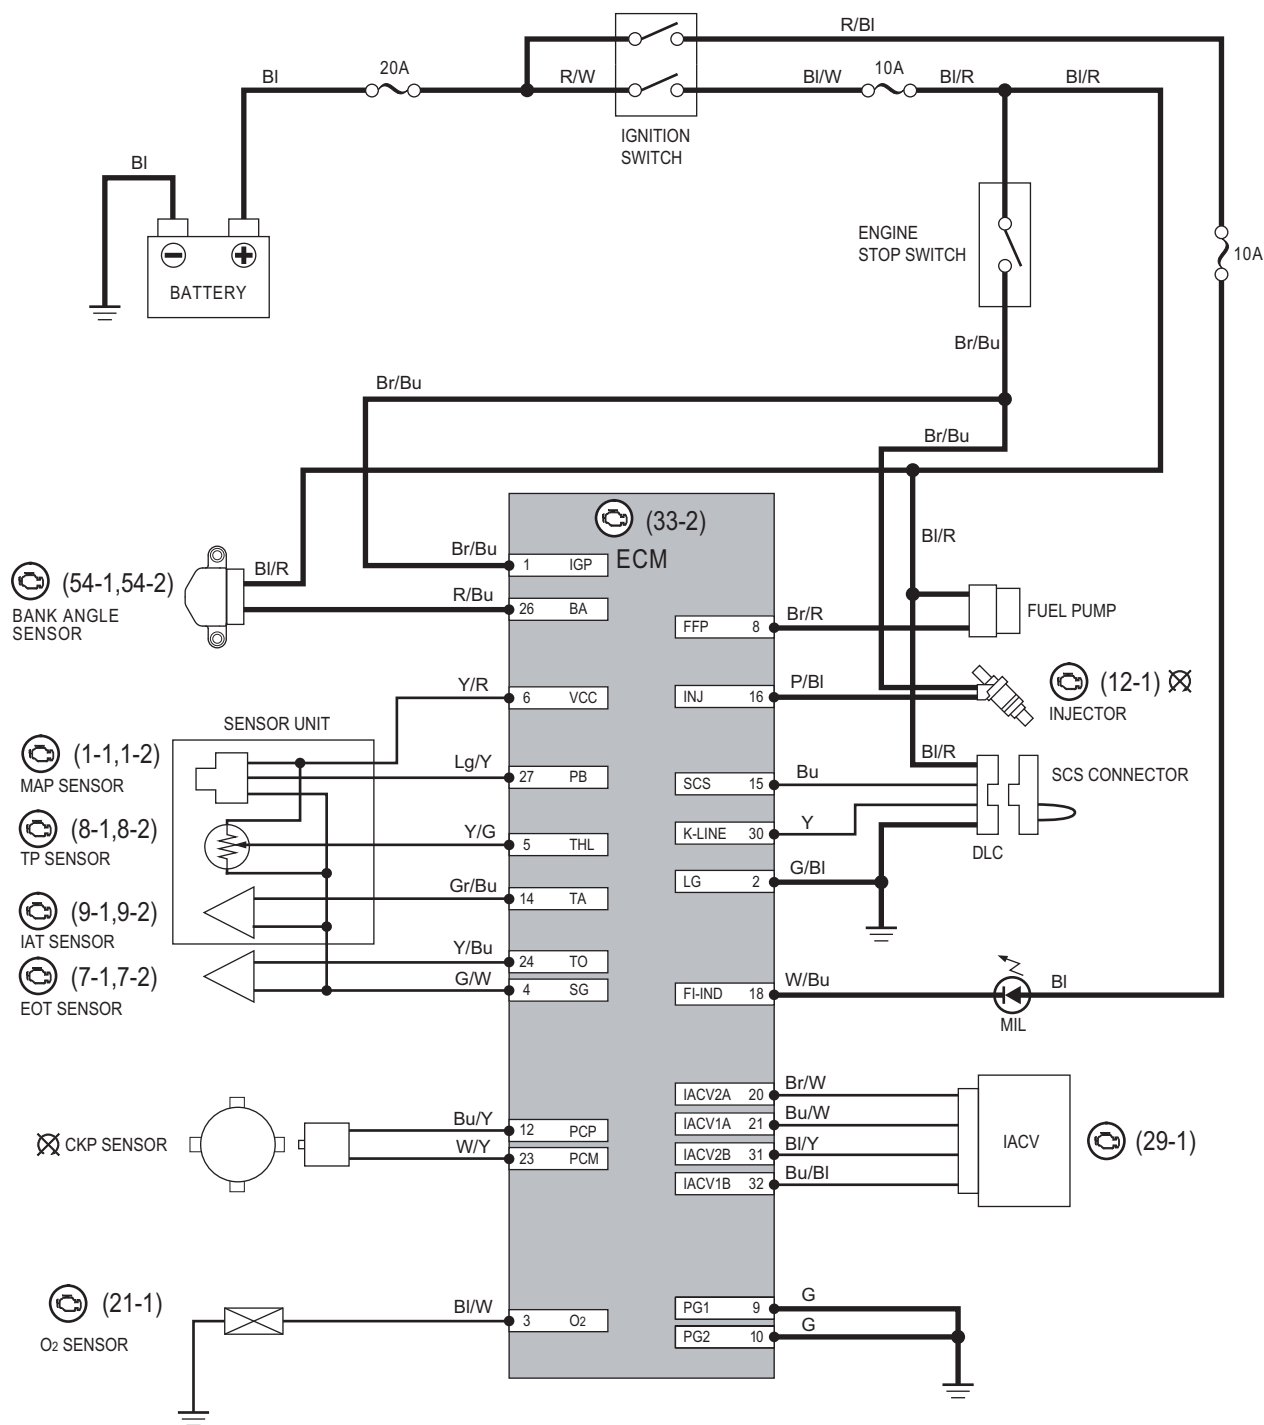 R/Bl
Bl
20A
R/W
Bl/W
10A
Bl/R
Bl/R
IGNITION
SWITCH
Bl
BATTERY
ENGINE
STOP SWITCH
10A
Br/Bu
Br/Bu
Br/Bu
(33-2)
ECM
Bl/R
Br/Bu
1 IGP
(54-1,54-2)
BANK ANGLE
SENSOR
Bl/R
R/Bu
26 BA
FFP 8
Br/R
FUEL PUMP
Y/R
6 VCC
INJ 16
P/Bl
(12-1)
INJECTOR
SENSOR UNIT
(1-1,1-2)
MAP SENSOR
Lg/Y
27 PB
Bl/R
SCS 15
Bu
SCS CONNECTOR
(8-1,8-2)
TP SENSOR
Y/G
5 THL
K-LINE 30
Y
DLC
LG 2
G/Bl
Gr/Bu
14 TA
(9-1,9-2)
IAT SENSOR
Y/Bu
24 TO
(7-1,7-2)
EOT SENSOR
G/W
4 SG
FI-IND 18
W/Bu
Bl
MIL
IACV2A 20
Br/W
IACV1A 21
Bu/W
IACV2B 31
Bl/Y
IACV1B 32
Bu/Bl
IACV
(29-1)
CKP SENSOR
Bu/Y
12 PCP
W/Y
23 PCM
(21-1)
O2 SENSOR
Bl/W
3 O2
PG1 9
G
PG2 10
G